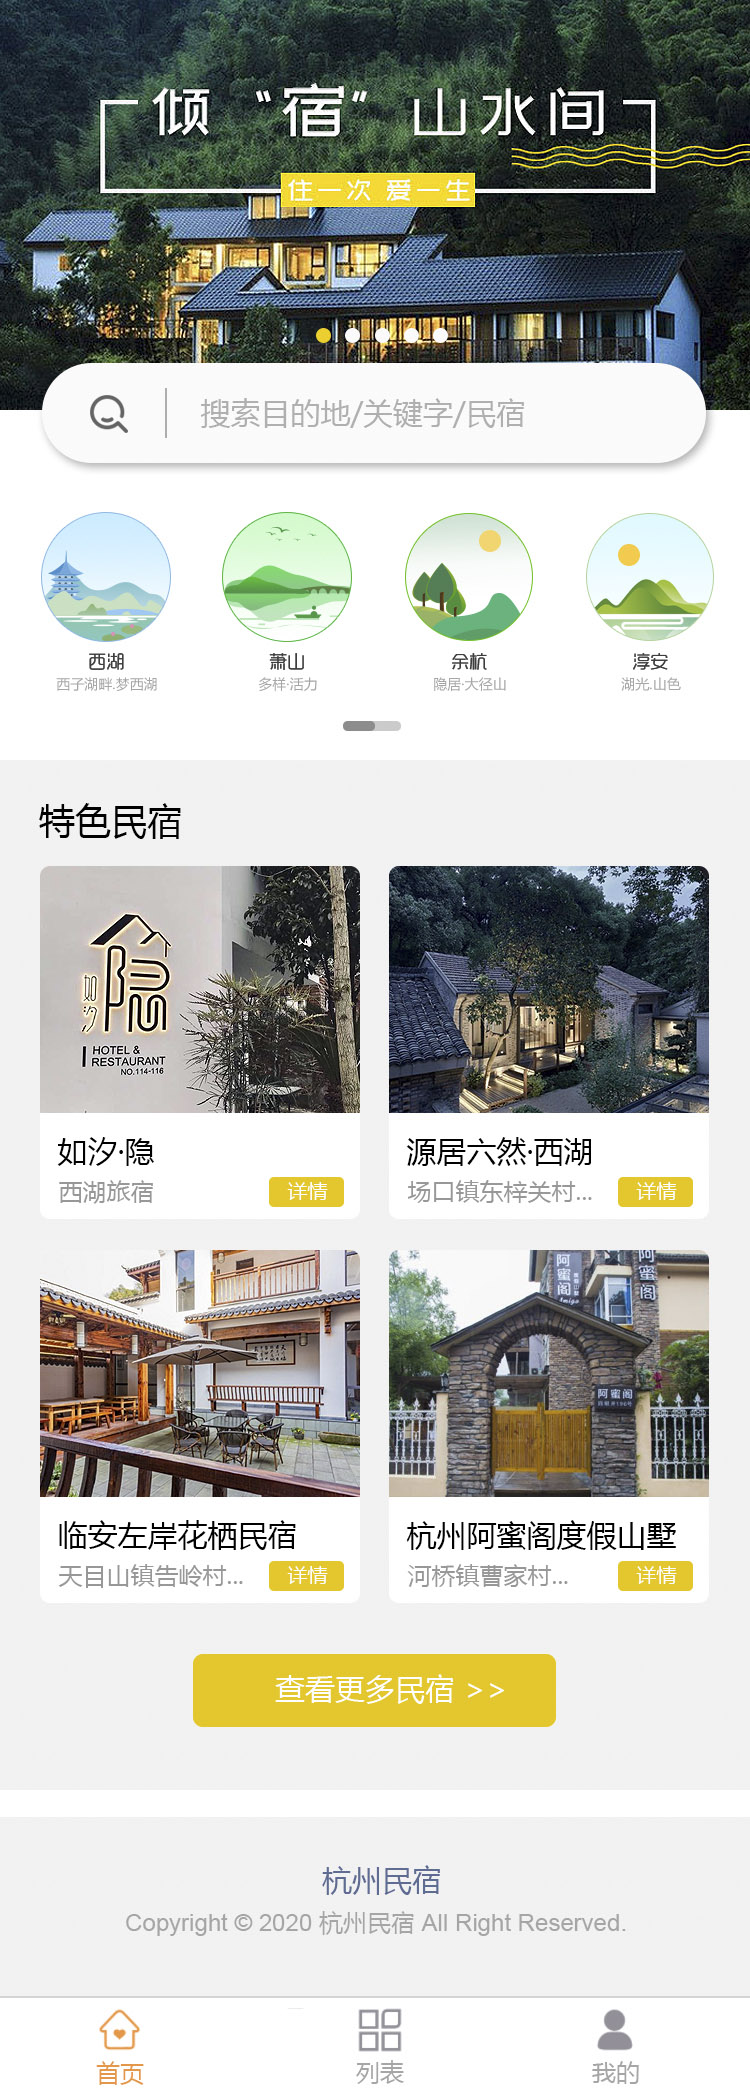 倾“宿”山水间
住一次 爱一生
搜索目的地/关键字/民宿
西湖
西子湖畔.梦西湖
萧山
多样·活力
余杭
隐居·大径山
淳安
湖光.山色
特色民宿
如汐
隐
HOTEL &
RESTAURANT
NO.114-116
如汐·隐
西湖旅宿
详情
源居六然·西湖
场口镇东梓关村...
详情
阿蜜阁
阿蜜阁
阿蜜阁
临安左岸花栖民宿
天目山镇告岭村...
详情
杭州阿蜜阁度假山墅
河桥镇曹家村...
详情
查看更多民宿 >>
杭州民宿
Copyright © 2020 杭州民宿 All Right Reserved.
首页
列表
我的